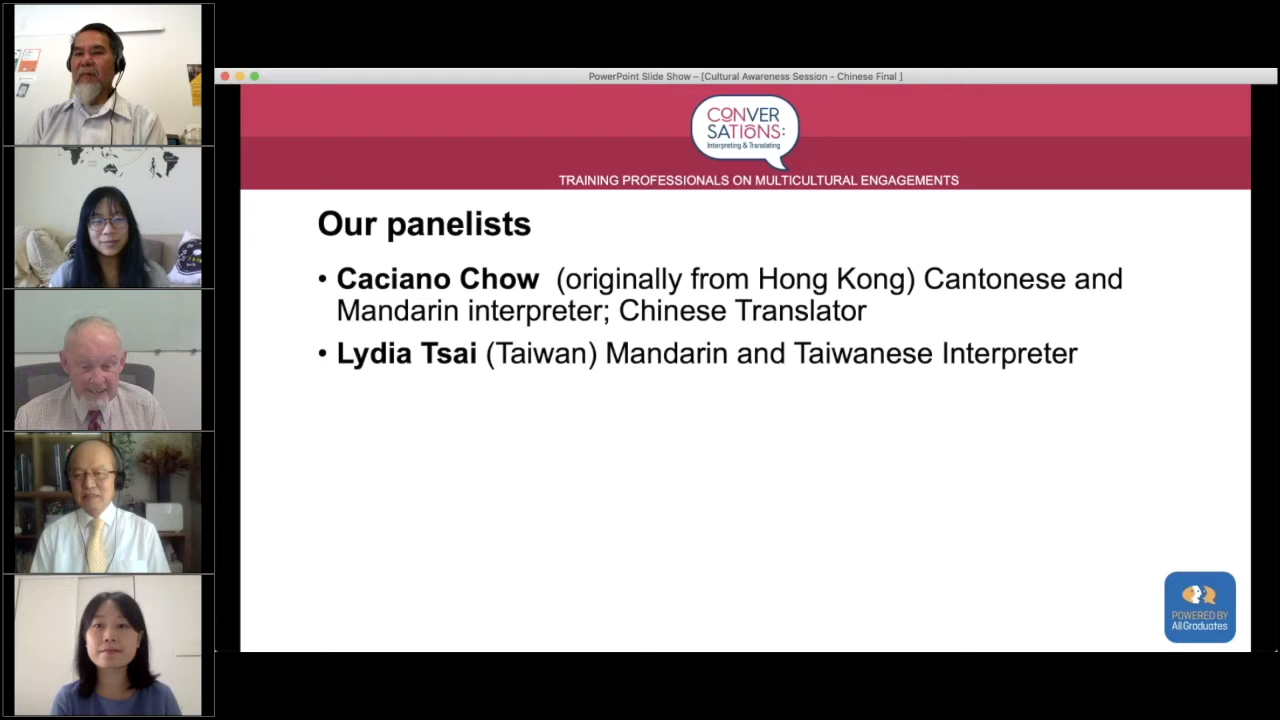 PowerPoint Slide Show – [Cultural Awareness Session - Chinese Final ]
CONVER
SATIONS:
Interpreting & Translating
TRAINING PROFESSIONALS ON MULTICULTURAL ENGAGEMENTS
Our panelists
• Caciano Chow (originally from Hong Kong) Cantonese and
Mandarin interpreter; Chinese Translator
• Lydia Tsai (Taiwan) Mandarin and Taiwanese Interpreter
POWERED BY
All Graduates